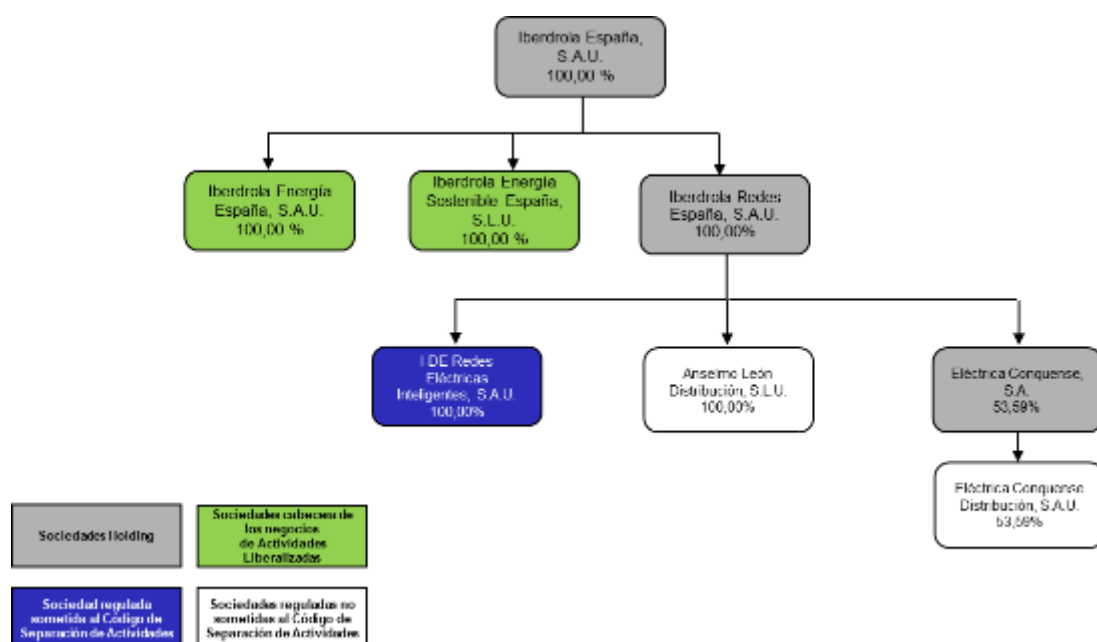 Iberdrola España,
S.A.U.
100,00 %
Iberdrola Energía
España, S.A.U.
100,00 %
Iberdrola Energía
Sostenible España,
S.L.U.
100,00 %
Iberdrola Redes
España, S.A.U.
100,00%
I-DE Redes
Eléctricas
Inteligentes, S.A.U.
100,00%
Anselmo León
Distribución, S.L.U.
100,00%
Eléctrica Conquense,
S.A.
53,59%
Eléctrica Conquense
Distribución, S.A.U.
53,59%
Sociedades Holding
Sociedades cabecera de
los negocios
de Actividades
Liberalizadas
Sociedad regulada
sometida al Código de
Separación de Actividades
Sociedades reguladas no
sometidas al Código de
Separación de Actividades